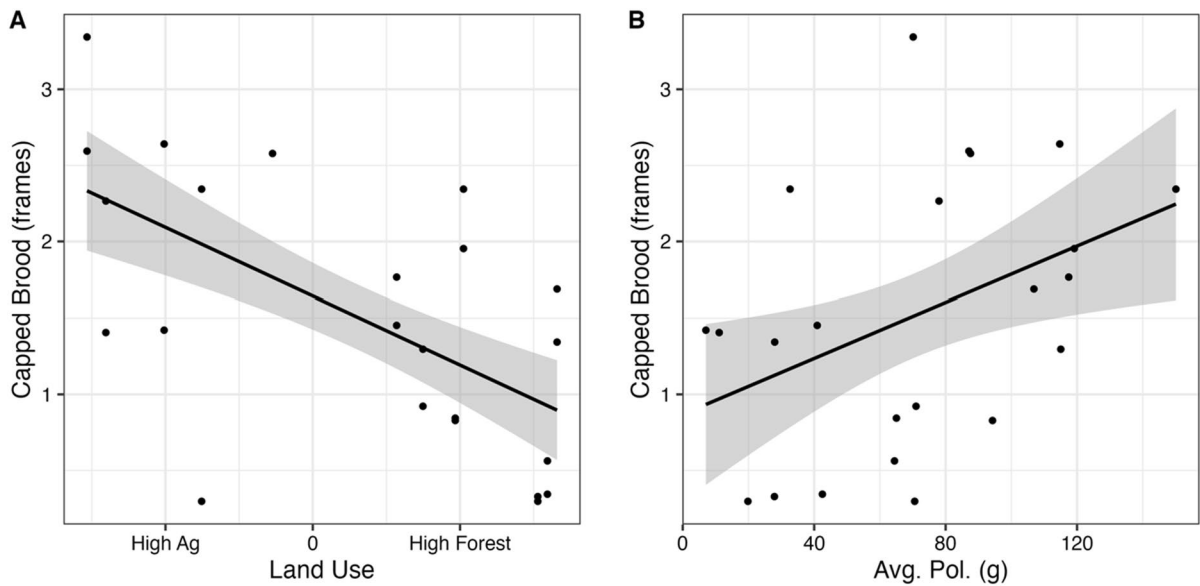 A
Capped Brood (frames)
3
2
1
High Ag 0 High Forest
Land Use
B
Capped Brood (frames)
3
2
1
0 40 80 120
Avg. Pol. (g)